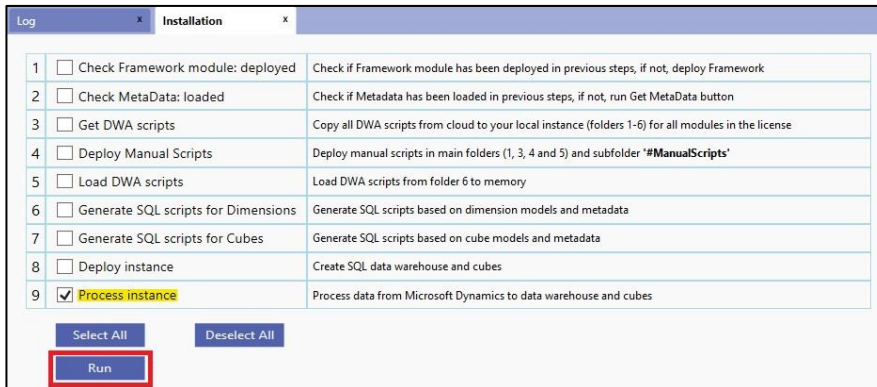 Log x Installation x
1 Check Framework module: deployed Check if Framework module has been deployed in previous steps, if not, deploy Framework
2 Check MetaData: loaded Check if Metadata has been loaded in previous steps, if not, run Get MetaData button
3 Get DWA scripts Copy all DWA scripts from cloud to your local instance (folders 1-6) for all modules in the license
4 Deploy Manual Scripts Deploy manual scripts in main folders (1, 3, 4 and 5) and subfolder '#ManualScripts'
5 Load DWA scripts Load DWA scripts from folder 6 to memory
6 Generate SQL scripts for Dimensions Generate SQL scripts based on dimension models and metadata
7 Generate SQL scripts for Cubes Generate SQL scripts based on cube models and metadata
8 Deploy instance Create SQL data warehouse and cubes
9 Process instance Process data from Microsoft Dynamics to data warehouse and cubes
Select All Deselect All
Run